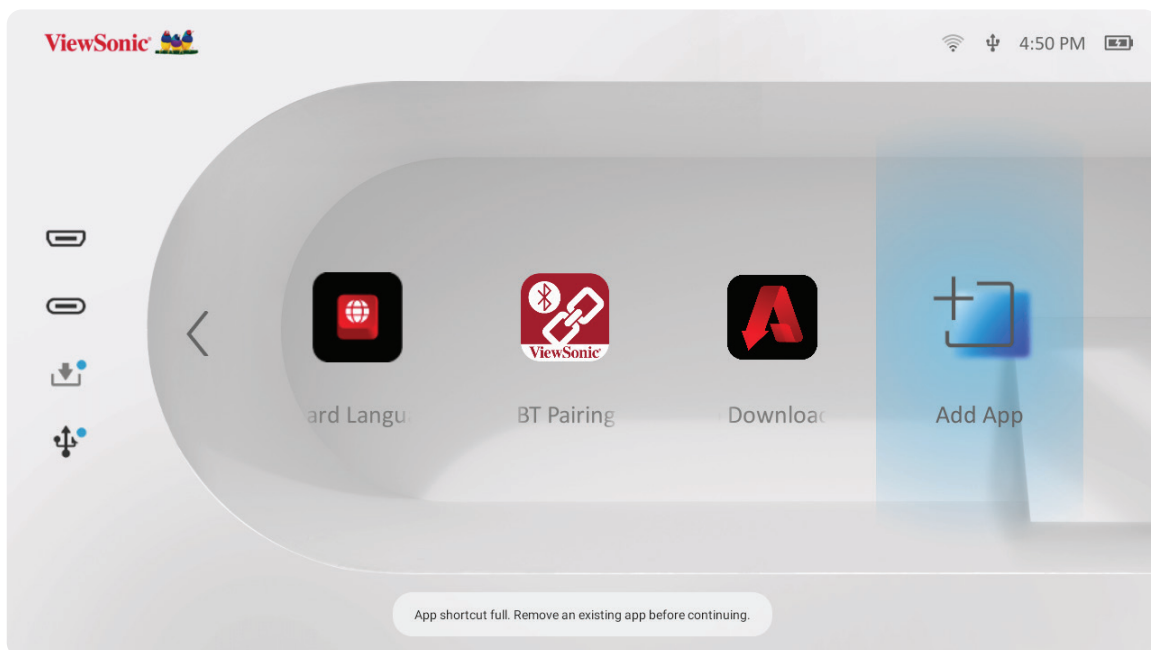 ViewSonic®
4:50 PM
ViewSonic®
ard Langu
BT Pairing
Downloac
Add App
App shortcut full. Remove an existing app before continuing.